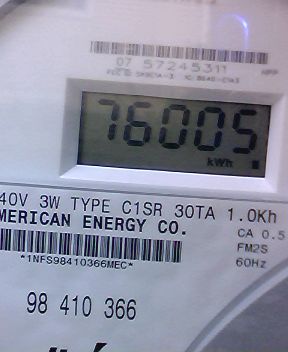 07 57245311
76005
kWh
40V 3W TYPE C1SR 30TA 1.0Kh
MERICAN ENERGY CO.
CA 0.5
FM2S
*1NFS98410366MEC*
60Hz
98 410 366